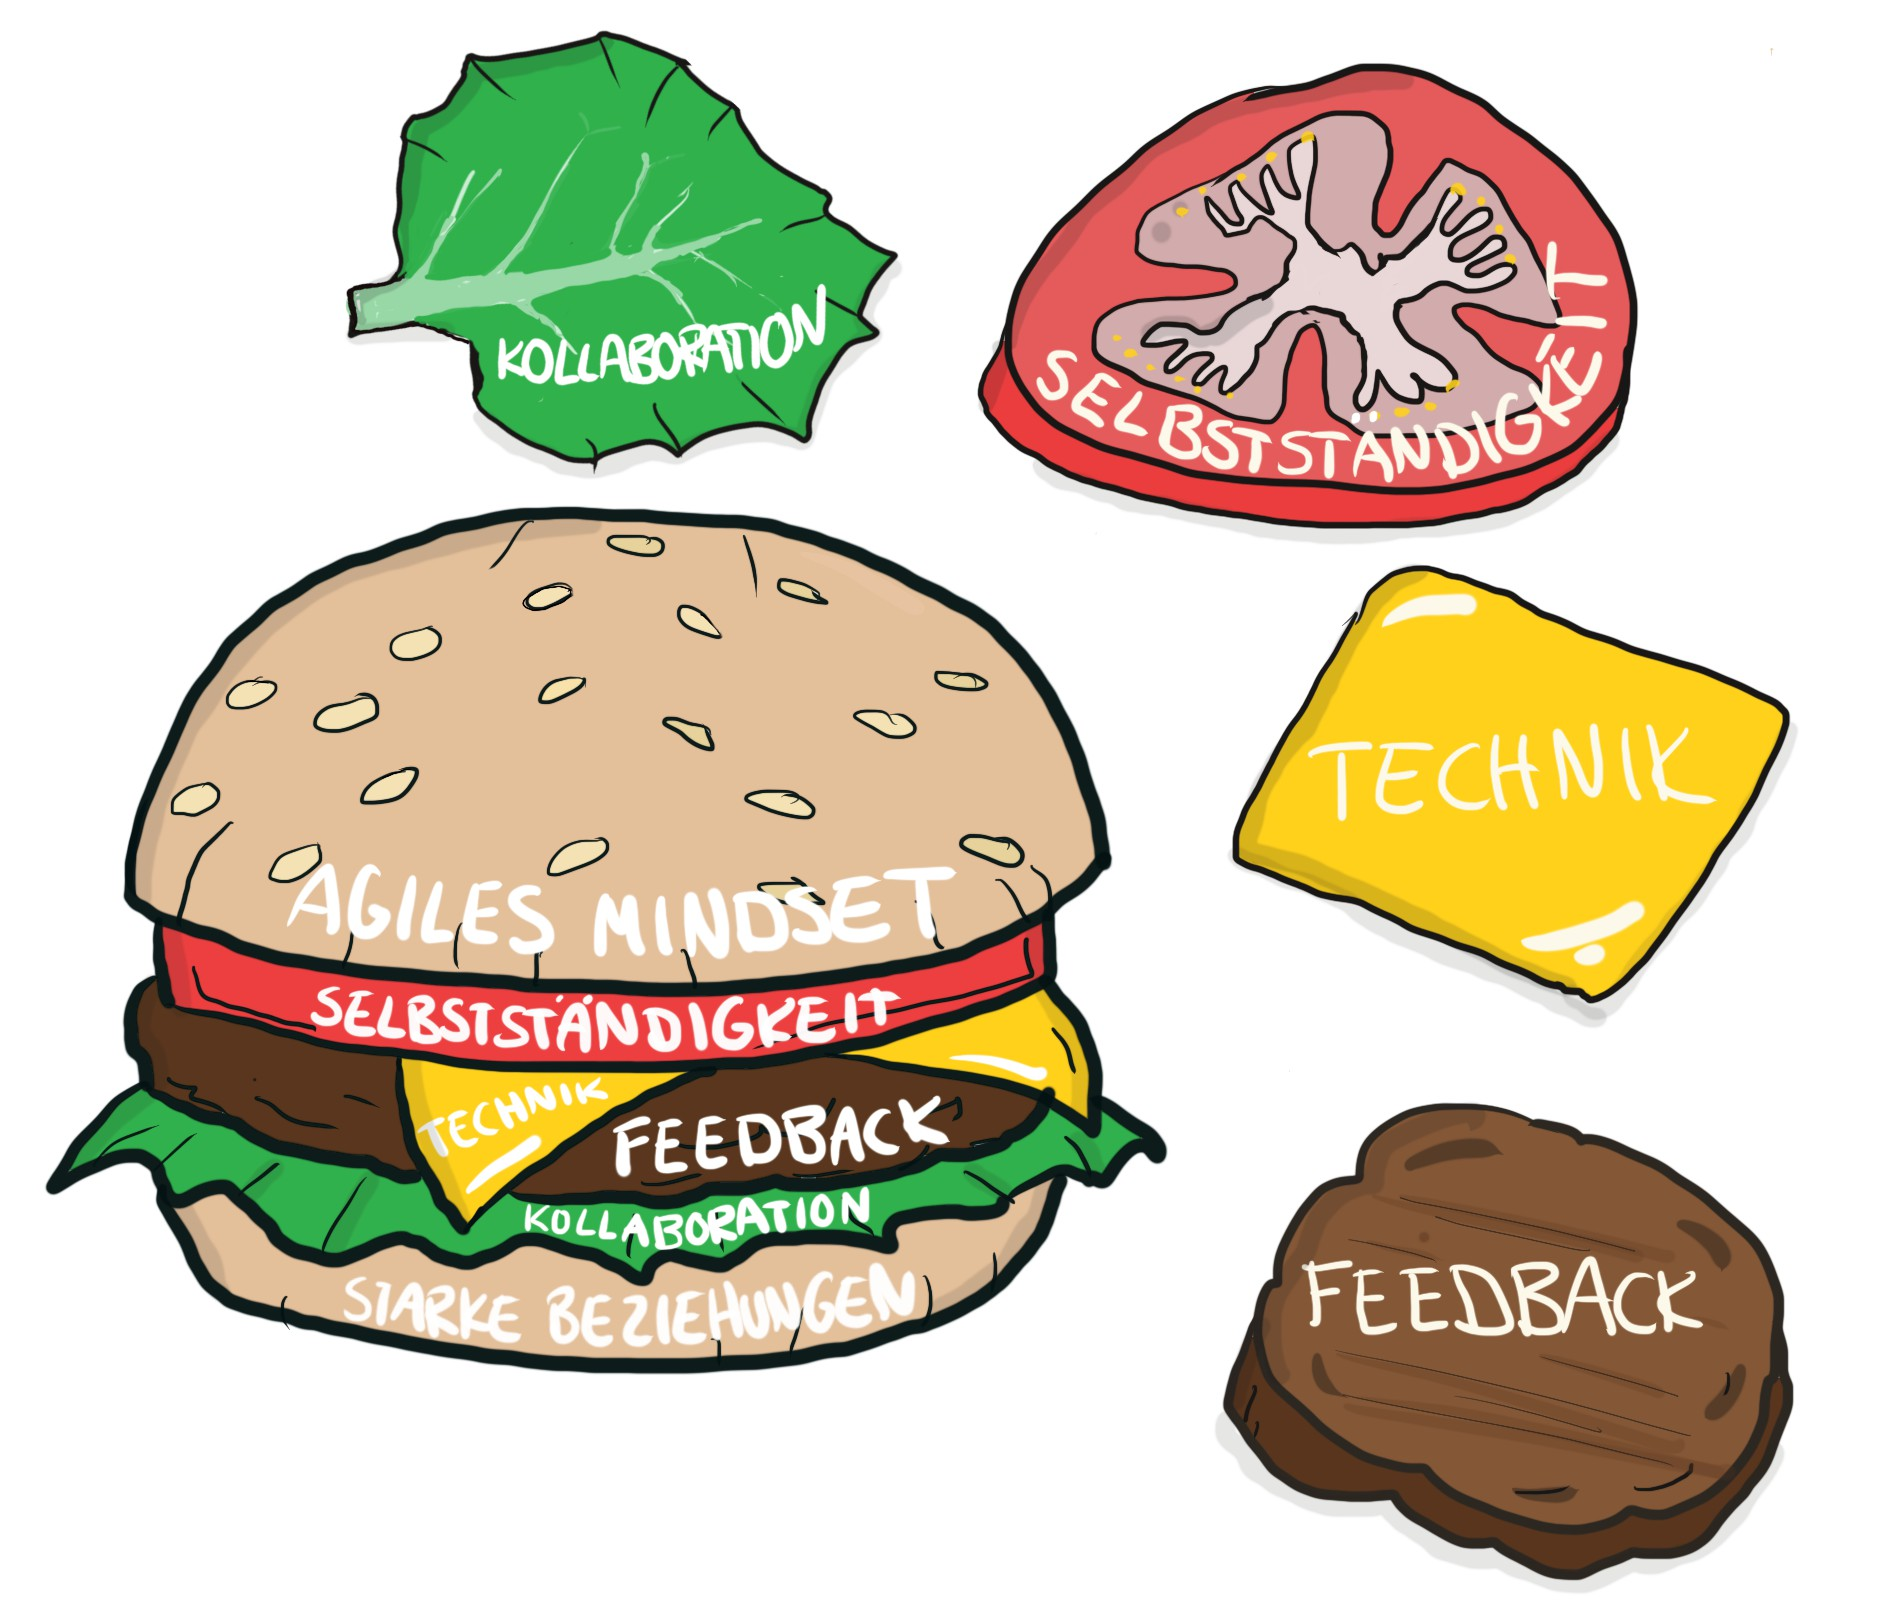 KOLLABORATION
SELBSTSTÄNDIGKEIT
AGILES MINDSET
SELBSTSTÄNDIGKEIT
TECHNIK
FEEDBACK
KOLLABORATION
STARKE BEZIEHUNGEN
TECHNIK
FEEDBACK